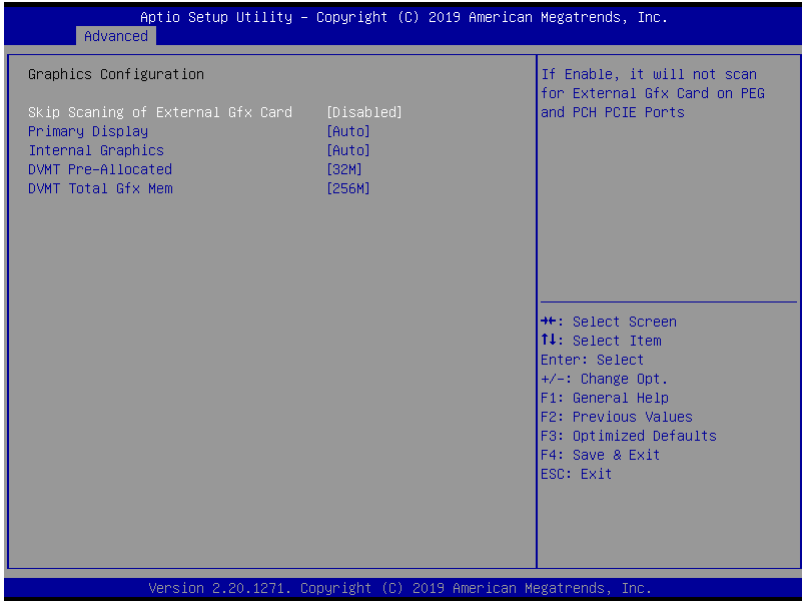 Aptio Setup Utility – Copyright (C) 2019 American Megatrends, Inc.
Advanced
Graphics Configuration
Skip Scaning of External Gfx Card [Disabled]
Primary Display [Auto]
Internal Graphics [Auto]
DVMT Pre-Allocated [32M]
DVMT Total Gfx Mem [256M]
If Enable, it will not scan
for External Gfx Card on PEG
and PCH PCIE Ports
→←: Select Screen
↑↓: Select Item
Enter: Select
+/-: Change Opt.
F1: General Help
F2: Previous Values
F3: Optimized Defaults
F4: Save & Exit
ESC: Exit
Version 2.20.1271. Copyright (C) 2019 American Megatrends, Inc.